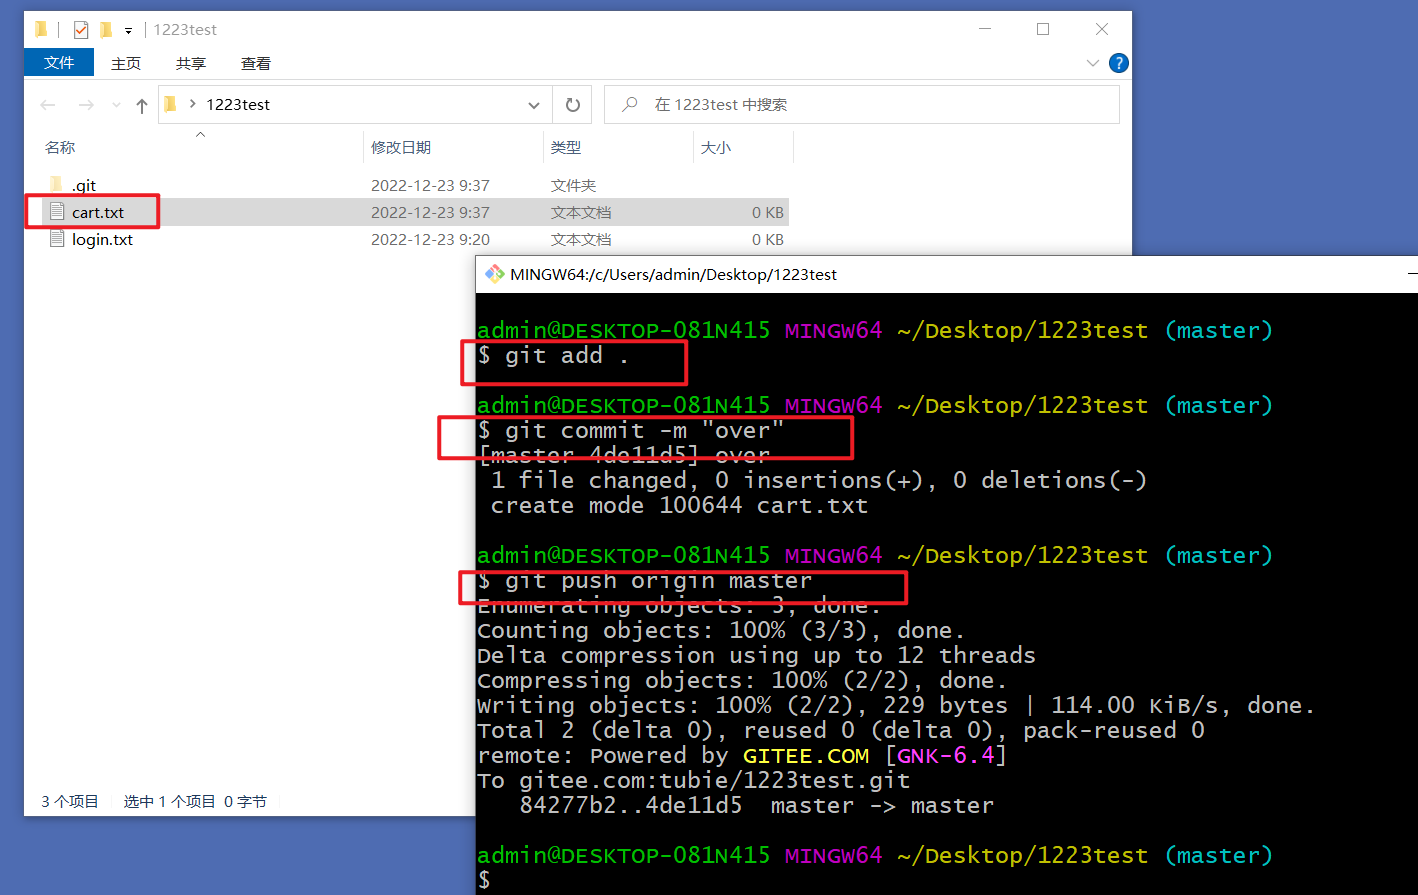 1223test
文件 主页 共享 查看
1223test
在 1223test 中搜索
名称 修改日期 类型 大小
.git 2022-12-23 9:37 文件夹
cart.txt 2022-12-23 9:37 文本文档 0 KB
login.txt 2022-12-23 9:20 文本文档 0 KB
3 个项目 选中 1 个项目 0 字节
MINGW64:/c/Users/admin/Desktop/1223test
admin@DESKTOP-081N415 MINGW64 ~/Desktop/1223test (master)
$ git add .
admin@DESKTOP-081N415 MINGW64 ~/Desktop/1223test (master)
$ git commit -m "over"
[master 4de11d5] over
1 file changed, 0 insertions(+), 0 deletions(-)
create mode 100644 cart.txt
admin@DESKTOP-081N415 MINGW64 ~/Desktop/1223test (master)
$ git push origin master
Enumerating objects: 3, done.
Counting objects: 100% (3/3), done.
Delta compression using up to 12 threads
Compressing objects: 100% (2/2), done.
Writing objects: 100% (2/2), 229 bytes | 114.00 KiB/s, done.
Total 2 (delta 0), reused 0 (delta 0), pack-reused 0
remote: Powered by GITEE.COM [GNK-6.4]
To gitee.com:tubie/1223test.git
84277b2..4de11d5 master -> master
admin@DESKTOP-081N415 MINGW64 ~/Desktop/1223test (master)
$